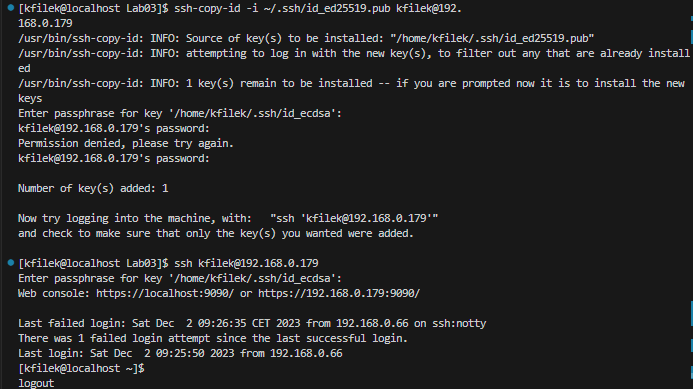 [kfilek@localhost Lab03]$ ssh-copy-id -i ~/.ssh/id_ed25519.pub kfilek@192.
168.0.179
/usr/bin/ssh-copy-id: INFO: Source of key(s) to be installed: "/home/kfilek/.ssh/id_ed25519.pub"
/usr/bin/ssh-copy-id: INFO: attempting to log in with the new key(s), to filter out any that are already install
ed
/usr/bin/ssh-copy-id: INFO: 1 key(s) remain to be installed -- if you are prompted now it is to install the new
keys
Enter passphrase for key '/home/kfilek/.ssh/id_ecdsa':
kfilek@192.168.0.179's password:
Permission denied, please try again.
kfilek@192.168.0.179's password:

Number of key(s) added: 1

Now try logging into the machine, with:   "ssh 'kfilek@192.168.0.179'"
and check to make sure that only the key(s) you wanted were added.

[kfilek@localhost Lab03]$ ssh kfilek@192.168.0.179
Enter passphrase for key '/home/kfilek/.ssh/id_ecdsa':
Web console: https://localhost:9090/ or https://192.168.0.179:9090/

Last failed login: Sat Dec  2 09:26:35 CET 2023 from 192.168.0.66 on ssh:notty
There was 1 failed login attempt since the last successful login.
Last login: Sat Dec  2 09:25:50 2023 from 192.168.0.66
[kfilek@localhost ~]$
logout